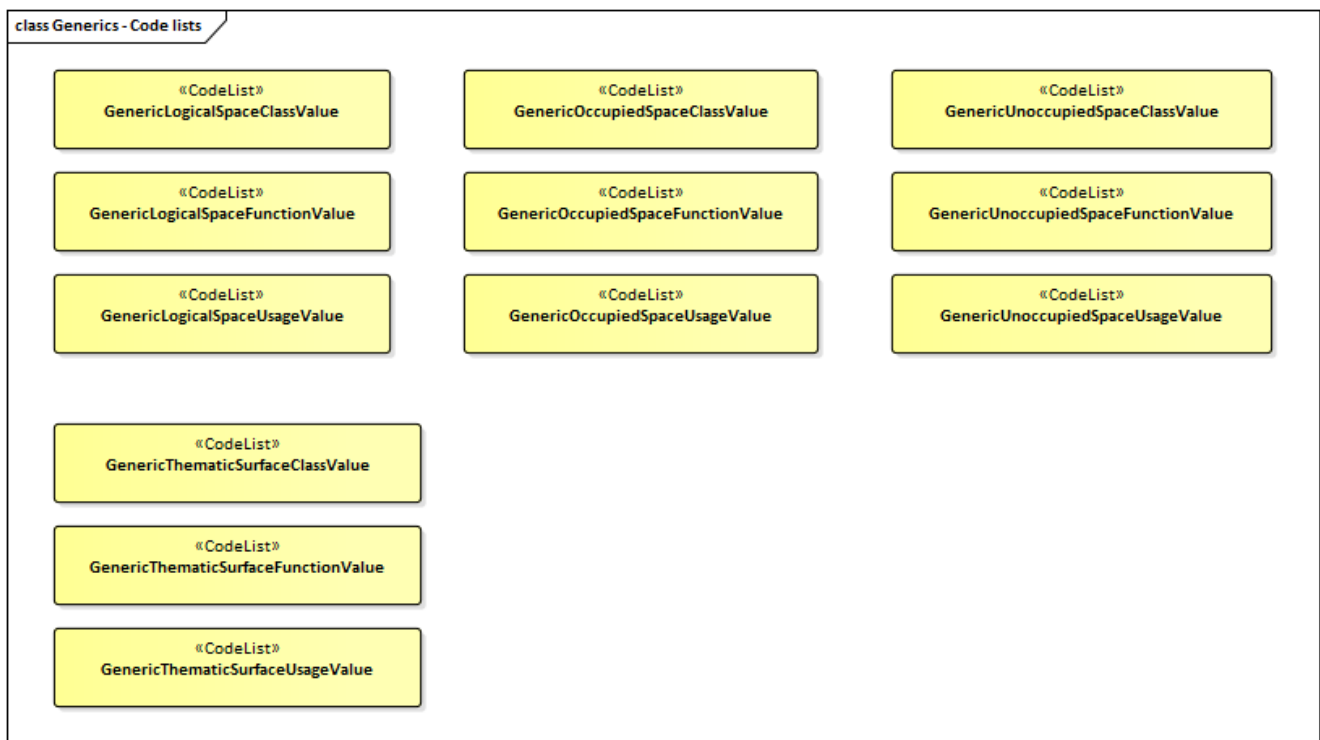 class Generics - Code lists
«CodeList»
GenericLogicalSpaceClassValue
«CodeList»
GenericOccupiedSpaceClassValue
«CodeList»
GenericUnoccupiedSpaceClassValue
«CodeList»
GenericLogicalSpaceFunctionValue
«CodeList»
GenericOccupiedSpaceFunctionValue
«CodeList»
GenericUnoccupiedSpaceFunctionValue
«CodeList»
GenericLogicalSpaceUsageValue
«CodeList»
GenericOccupiedSpaceUsageValue
«CodeList»
GenericUnoccupiedSpaceUsageValue
«CodeList»
GenericThematicSurfaceClassValue
«CodeList»
GenericThematicSurfaceFunctionValue
«CodeList»
GenericThematicSurfaceUsageValue